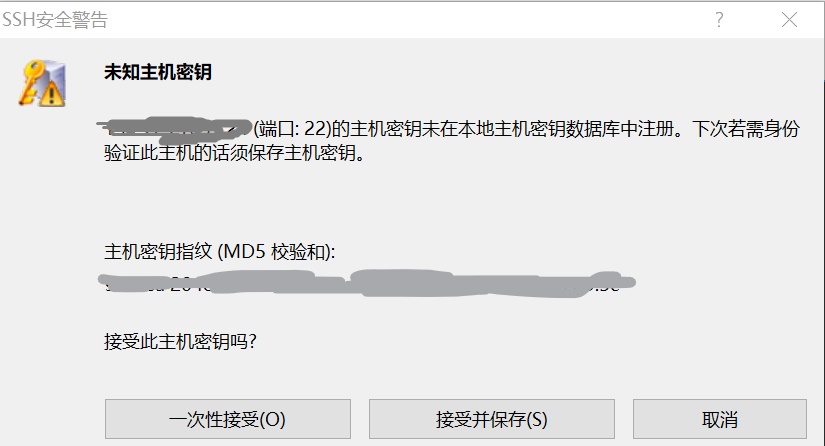 SSH安全警告
未知主机密钥
(端口: 22)的主机密钥未在本地主机密钥数据库中注册。下次若需身份
验证此主机的话须保存主机密钥。
主机密钥指纹 (MD5 校验和):
接受此主机密钥吗?
一次性接受(O) 接受并保存(S) 取消